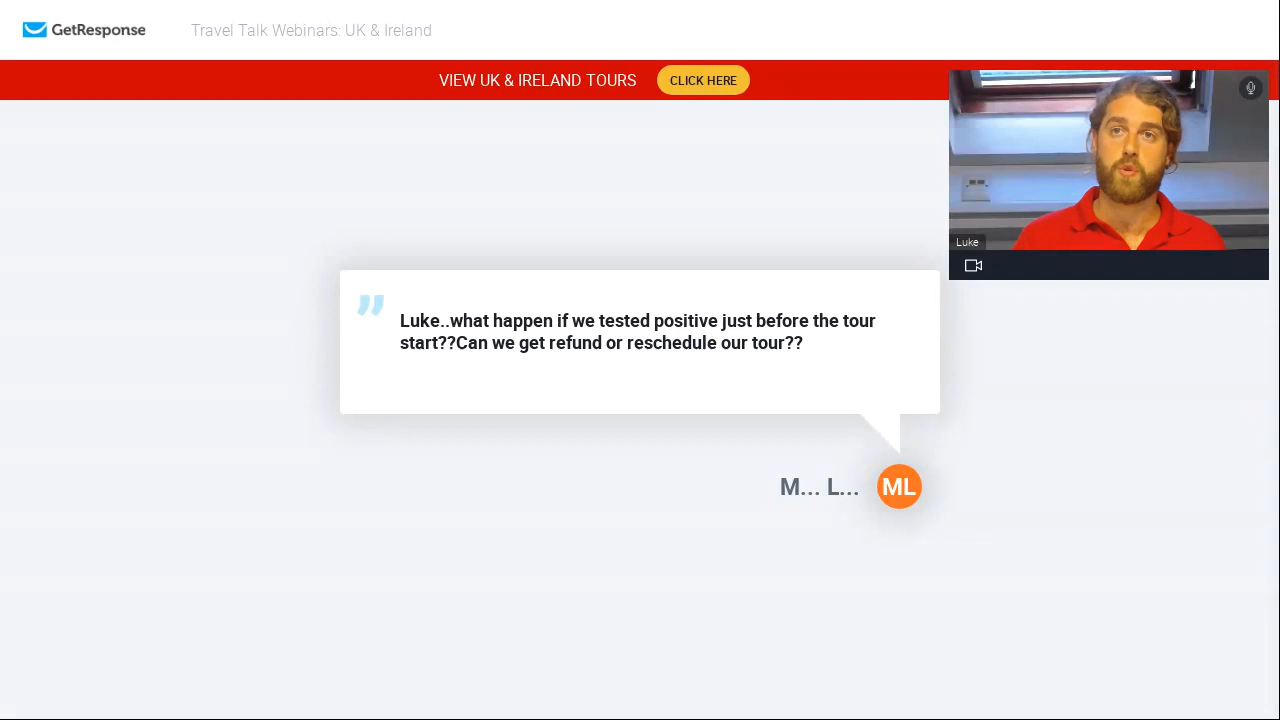 GetResponse
Travel Talk Webinars: UK & Ireland
VIEW UK & IRELAND TOURS
CLICK HERE
Luke
Luke..what happen if we tested positive just before the tour
start??Can we get refund or reschedule our tour??
M... L...
ML